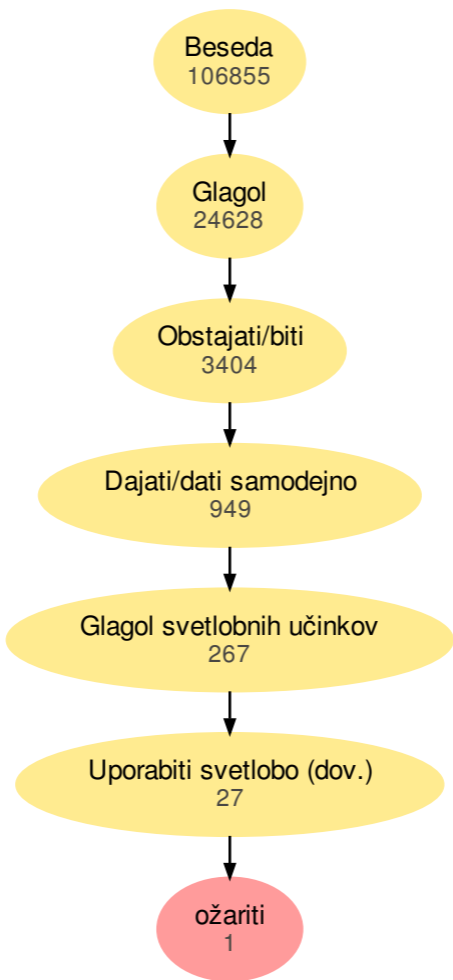 Beseda
106855
Glagol
24628
Obstajati/biti
3404
Dajati/dati samodejno
949
Glagol svetlobnih učinkov
267
Uporabiti svetlobo (dov.)
27
ožariti
1